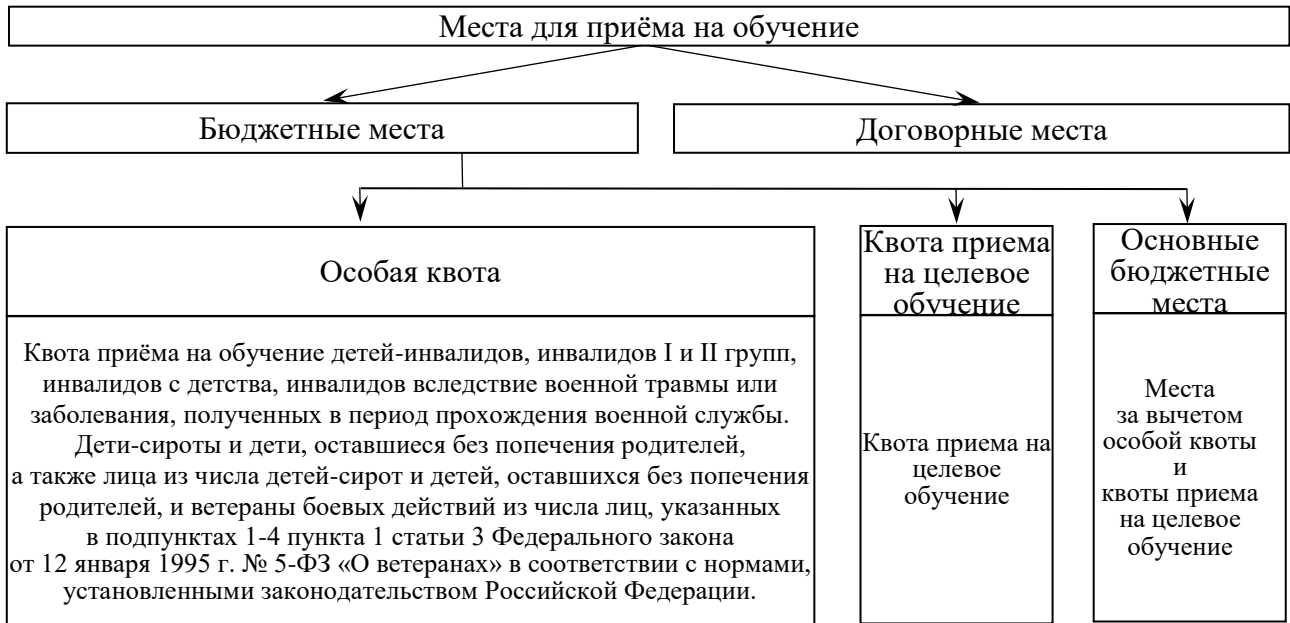 Места для приёма на обучение
Бюджетные места
Договорные места
Особая квота
Квота приема
на целевое
обучение
Основные
бюджетные
места
Квота приёма на обучение детей-инвалидов, инвалидов I и II групп,
инвалидов с детства, инвалидов вследствие военной травмы или
заболевания, полученных в период прохождения военной службы.
Дети-сироты и дети, оставшиеся без попечения родителей,
а также лица из числа детей-сирот и детей, оставшихся без попечения
родителей, и ветераны боевых действий из числа лиц, указанных
в подпунктах 1-4 пункта 1 статьи 3 Федерального закона
от 12 января 1995 г. № 5-ФЗ «О ветеранах» в соответствии с нормами,
установленными законодательством Российской Федерации.
Квота приема на
целевое
обучение
Места
за вычетом
особой квоты
и
квоты приема
на целевое
обучение